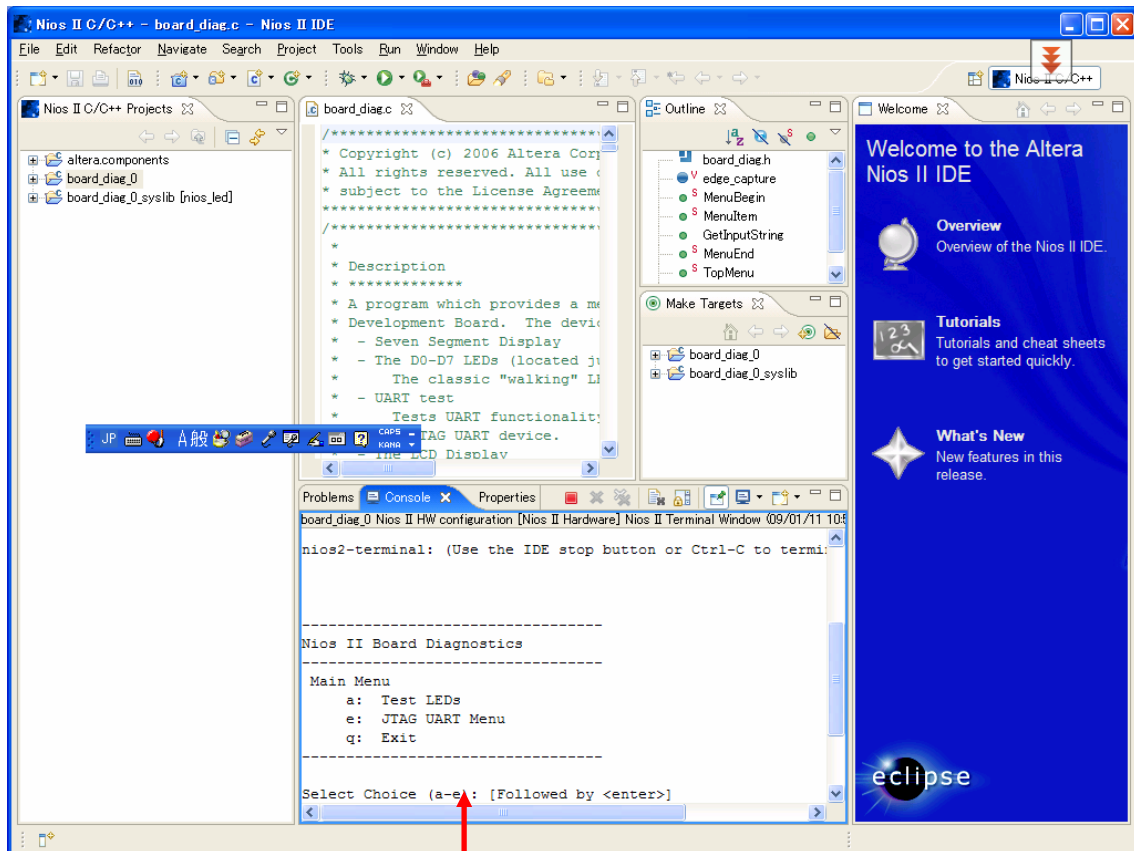 Nios II C/C++ - board_diag.c - Nios II IDE
File Edit Refactor Navigate Search Project Tools Run Window Help
Nios II C/C++
Nios II C/C++ Projects
altera.components
board_diag_0
board_diag_0_syslib [nios_led]
board_diag.c
/*********************************
* Copyright (c) 2006 Altera Corp
* All rights reserved. All use o
* subject to the License Agreeme
**********************************
/*********************************
*
* Description
* *************
* A program which provides a me
* Development Board.  The devic
*  - Seven Segment Display
*  - The D0-D7 LEDs (located ju
*      The classic "walking" LE
*  - UART test
*      Tests UART functionality
TAG UART device.
*  - The LCD Display
JP A般 CAPS KANA
Outline
board_diag.h
edge_capture
MenuBegin
MenuItem
GetInputString
MenuEnd
TopMenu
Make Targets
board_diag_0
board_diag_0_syslib
Welcome
Welcome to the Altera
Nios II IDE
Overview
Overview of the Nios II IDE.
Tutorials
Tutorials and cheat sheets
to get started quickly.
What's New
New features in this
release.
eclipse
Problems Console Properties
board_diag_0 Nios II HW configuration [Nios II Hardware] Nios II Terminal Window (09/01/11 10:5
nios2-terminal: (Use the IDE stop button or Ctrl-C to termi
----------------------------------
Nios II Board Diagnostics
----------------------------------
Main Menu
a:  Test LEDs
e:  JTAG UART Menu
q:  Exit
----------------------------------
Select Choice (a-e): [Followed by <enter>]